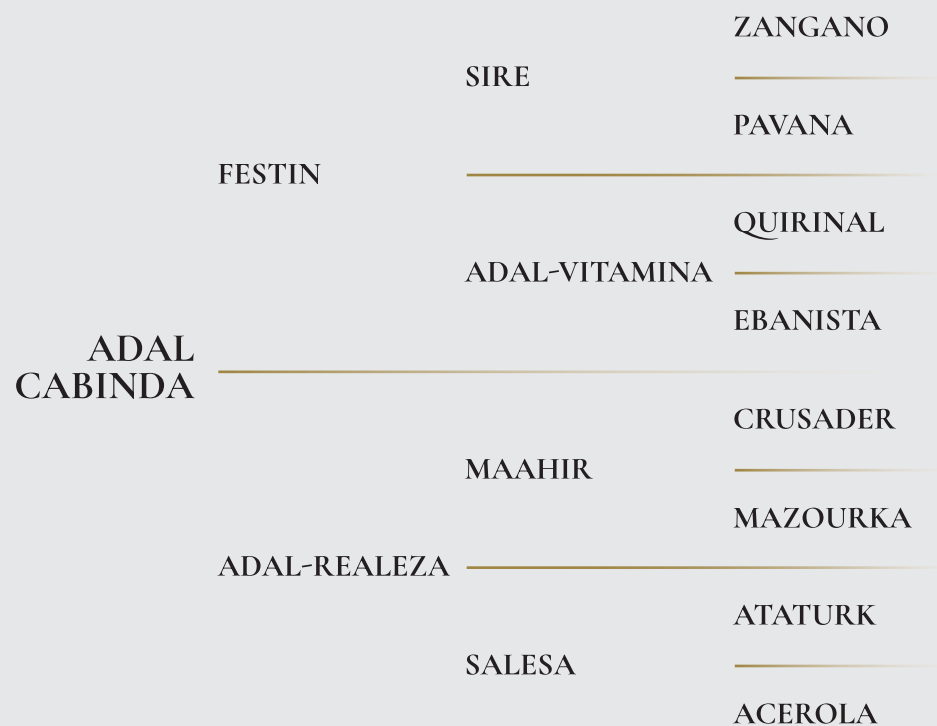 ZANGANO
SIRE
PAVANA
FESTIN
QUIRINAL
ADAL-VITAMINA
EBANISTA
ADAL
CABINDA
CRUSADER
MAAHIR
MAZOURKA
ADAL-REALEZA
ATATURK
SALESA
ACEROLA